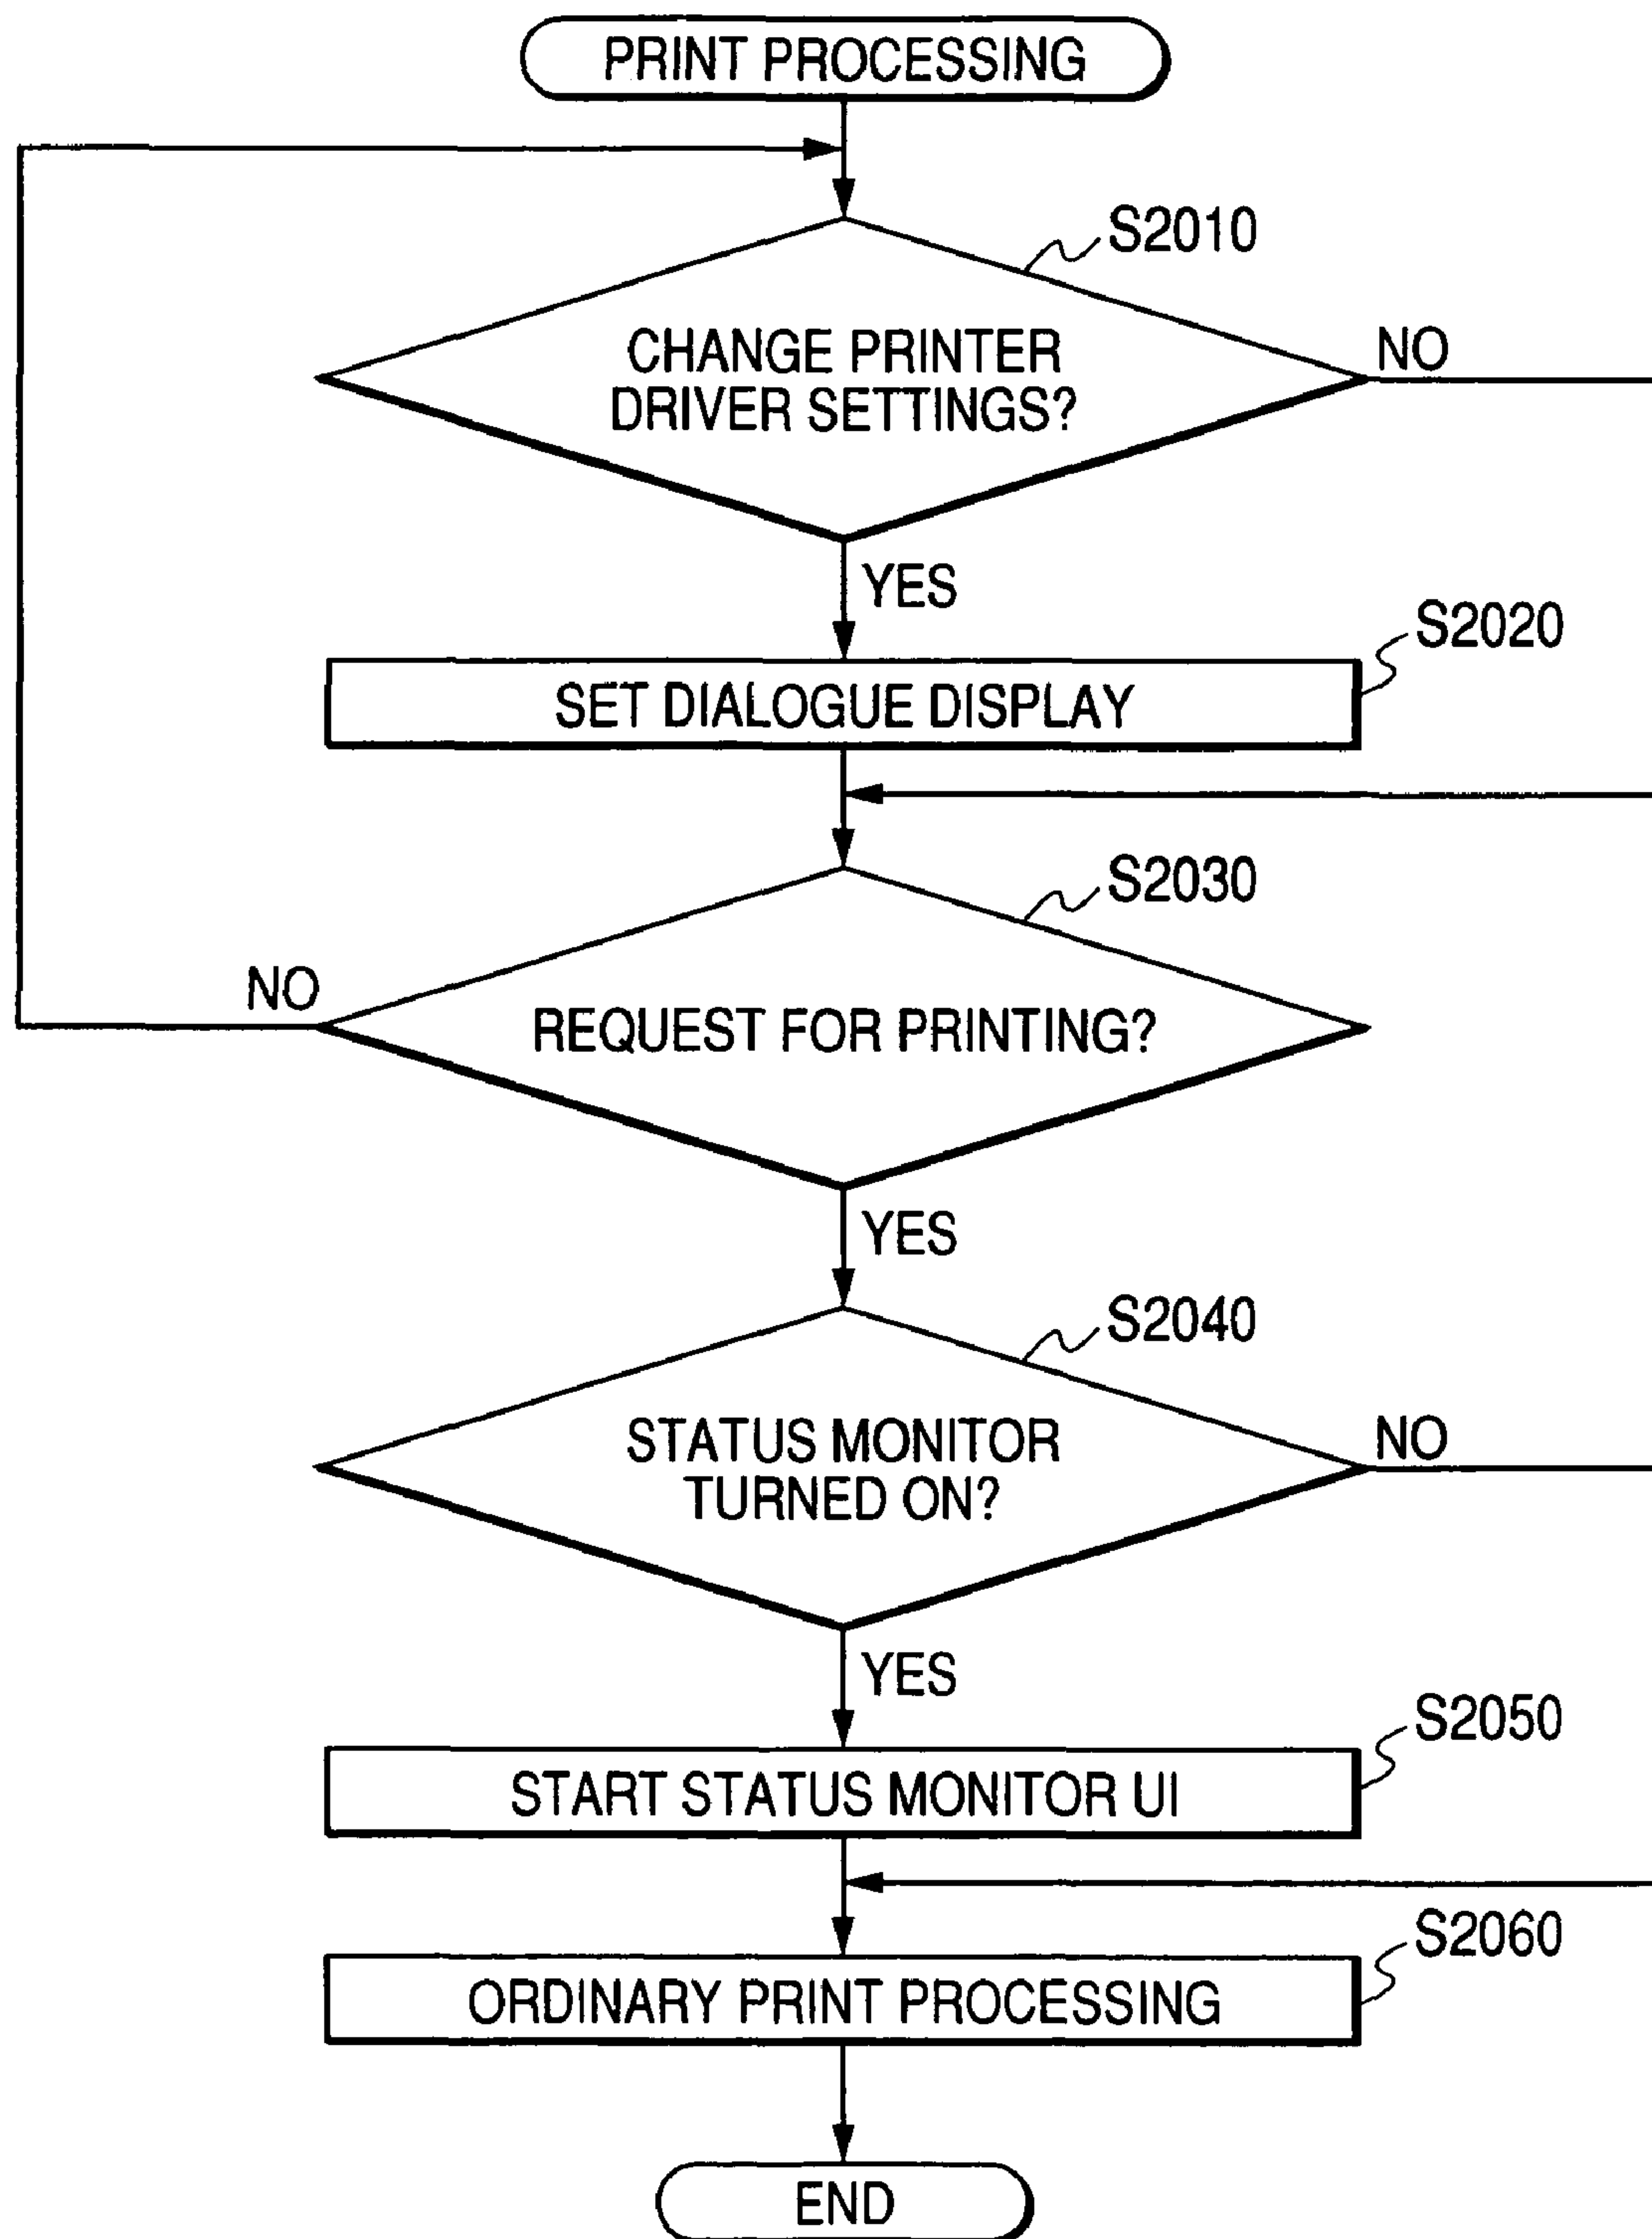 PRINT PROCESSING
S2010
CHANGE PRINTER
DRIVER SETTINGS?
NO
YES
S2020
SET DIALOGUE DISPLAY
S2030
NO
REQUEST FOR PRINTING?
YES
S2040
STATUS MONITOR
TURNED ON?
NO
YES
S2050
START STATUS MONITOR UI
S2060
ORDINARY PRINT PROCESSING
END